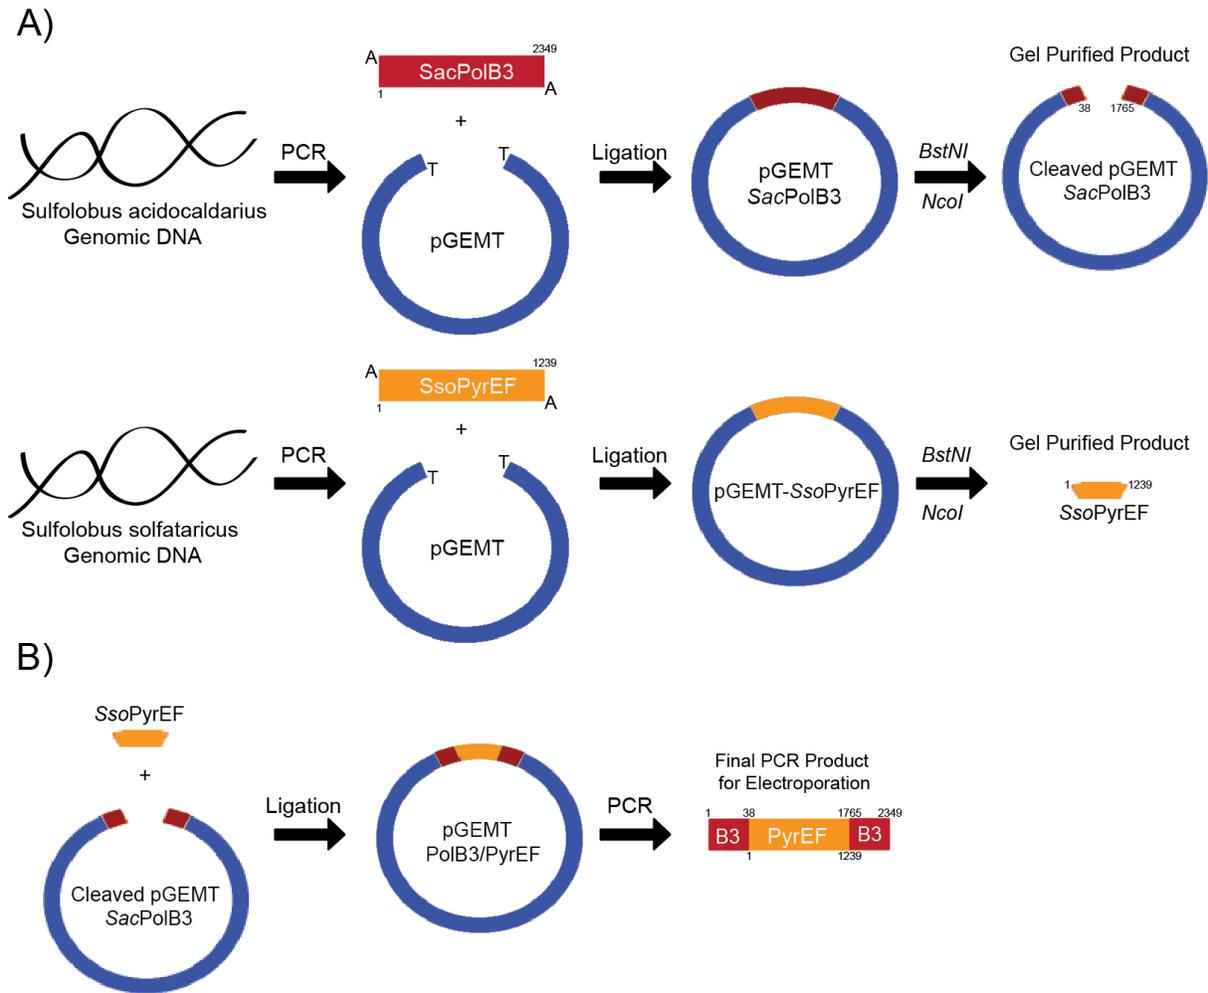 A)
A
2349
SacPolB3
1
A
+
T
T
pGEMT
PCR
Sulfolobus acidocaldarius
Genomic DNA
Ligation
pGEMT
SacPolB3
BstNI
NcoI
Gel Purified Product
38
1765
Cleaved pGEMT
SacPolB3
A
1239
SsoPyrEF
1
A
+
T
T
pGEMT
PCR
Sulfolobus solfataricus
Genomic DNA
Ligation
pGEMT-SsoPyrEF
BstNI
NcoI
Gel Purified Product
1
1239
SsoPyrEF
B)
SsoPyrEF
+
Cleaved pGEMT
SacPolB3
Ligation
pGEMT
PolB3/PyrEF
PCR
Final PCR Product
for Electroporation
1 38 1765 2349
B3 PyrEF B3
1 1239